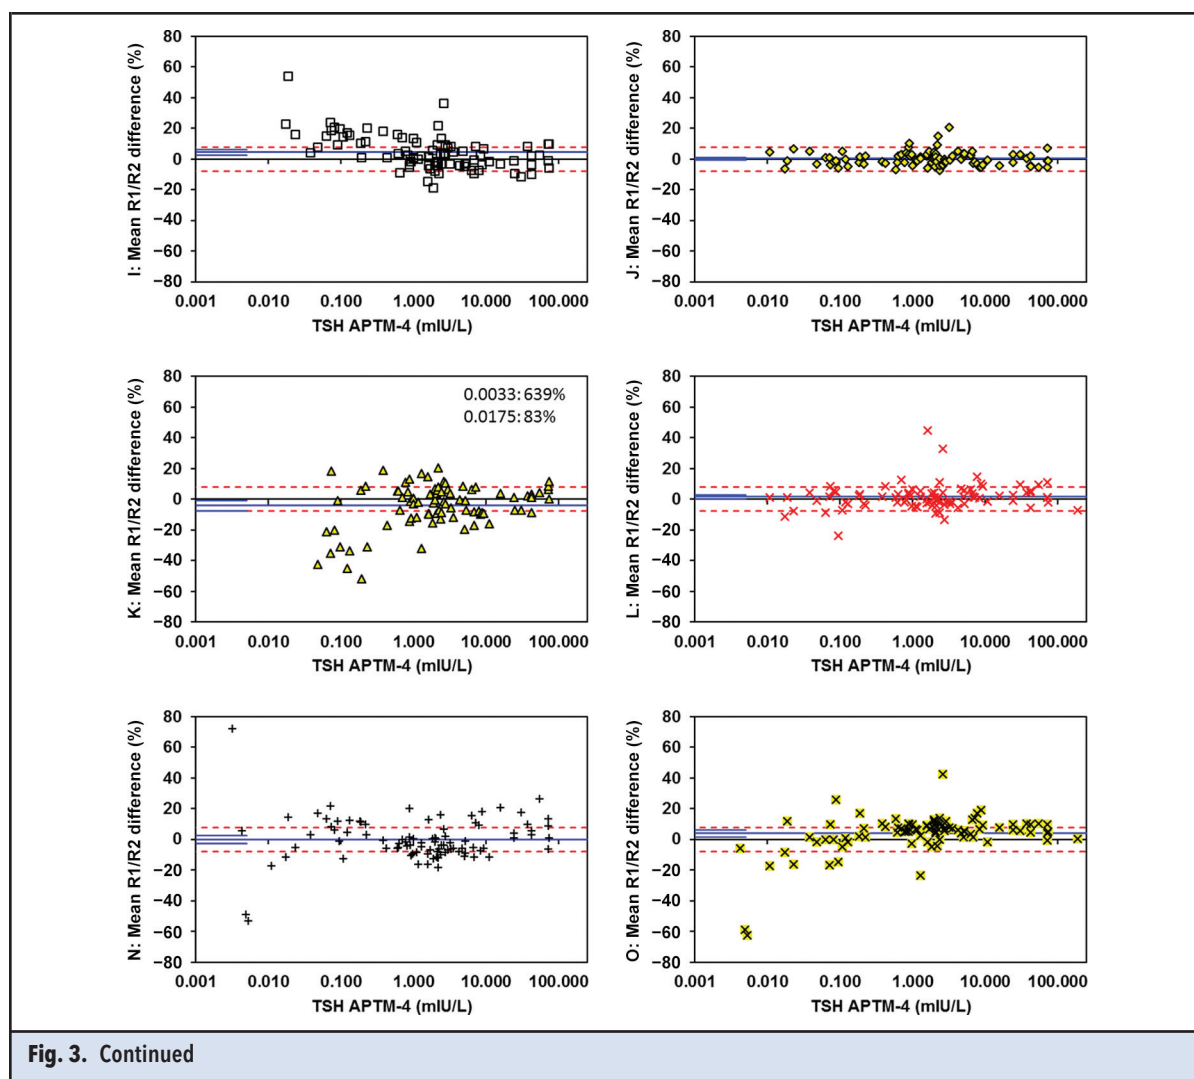 80
60
40
20
0
−20
−40
−60
−80
I: Mean R1/R2 difference (%)
0.001 0.010 0.100 1.000 10.000 100.000
TSH APTM-4 (mIU/L)
80
60
40
20
0
−20
−40
−60
−80
J: Mean R1/R2 difference (%)
0.001 0.010 0.100 1.000 10.000 100.000
TSH APTM-4 (mIU/L)
80
60
40
20
0
−20
−40
−60
−80
K: Mean R1/R2 difference (%)
0.0033: 639%
0.0175: 83%
0.001 0.010 0.100 1.000 10.000 100.000
TSH APTM-4 (mIU/L)
80
60
40
20
0
−20
−40
−60
−80
L: Mean R1/R2 difference (%)
0.001 0.010 0.100 1.000 10.000 100.000
TSH APTM-4 (mIU/L)
80
60
40
20
0
−20
−40
−60
−80
N: Mean R1/R2 difference (%)
0.001 0.010 0.100 1.000 10.000 100.000
TSH APTM-4 (mIU/L)
80
60
40
20
0
−20
−40
−60
−80
O: Mean R1/R2 difference (%)
0.001 0.010 0.100 1.000 10.000 100.000
TSH APTM-4 (mIU/L)
Fig. 3. Continued